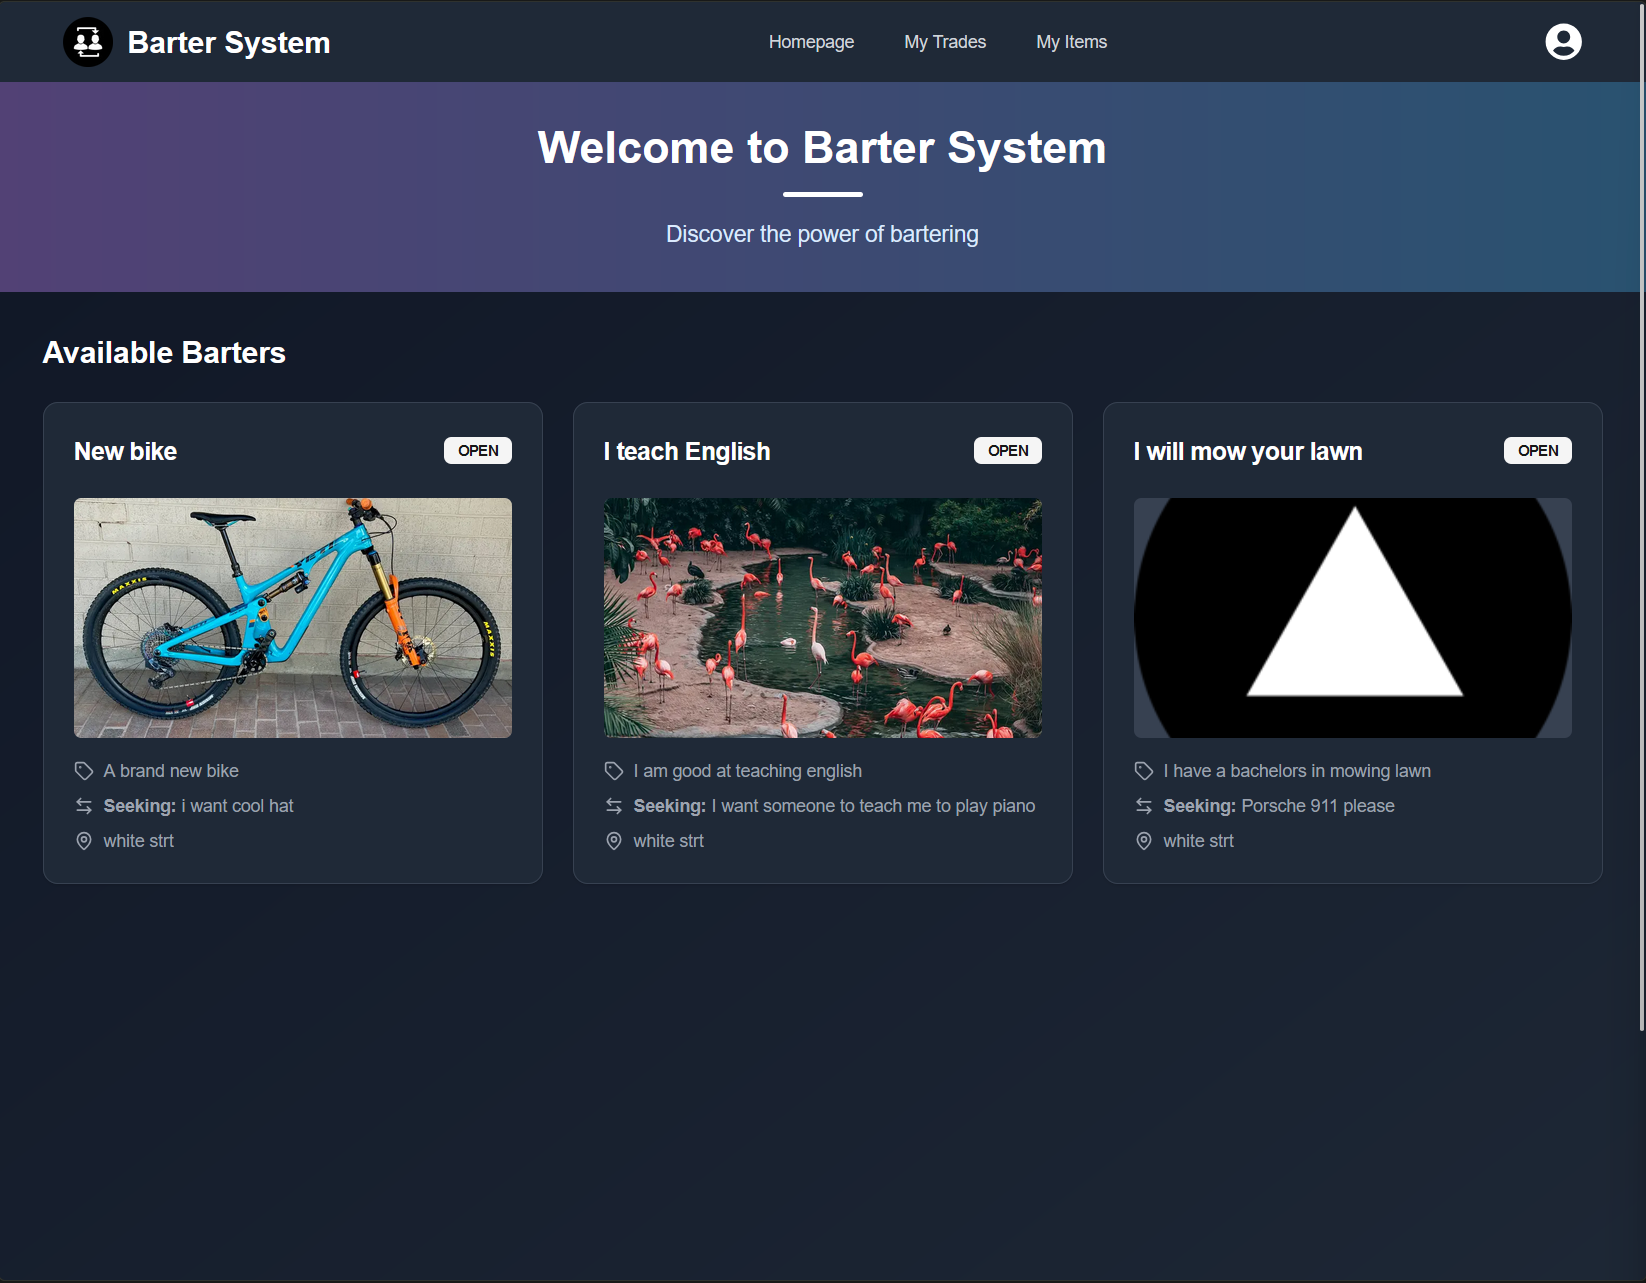 Barter System
Homepage
My Trades
My Items
Welcome to Barter System
Discover the power of bartering
Available Barters
New bike
OPEN
MAXXIS
YETI
MAXXIS
A brand new bike
Seeking: i want cool hat
white strt
I teach English
OPEN
I am good at teaching english
Seeking: I want someone to teach me to play piano
white strt
I will mow your lawn
OPEN
I have a bachelors in mowing lawn
Seeking: Porsche 911 please
white strt